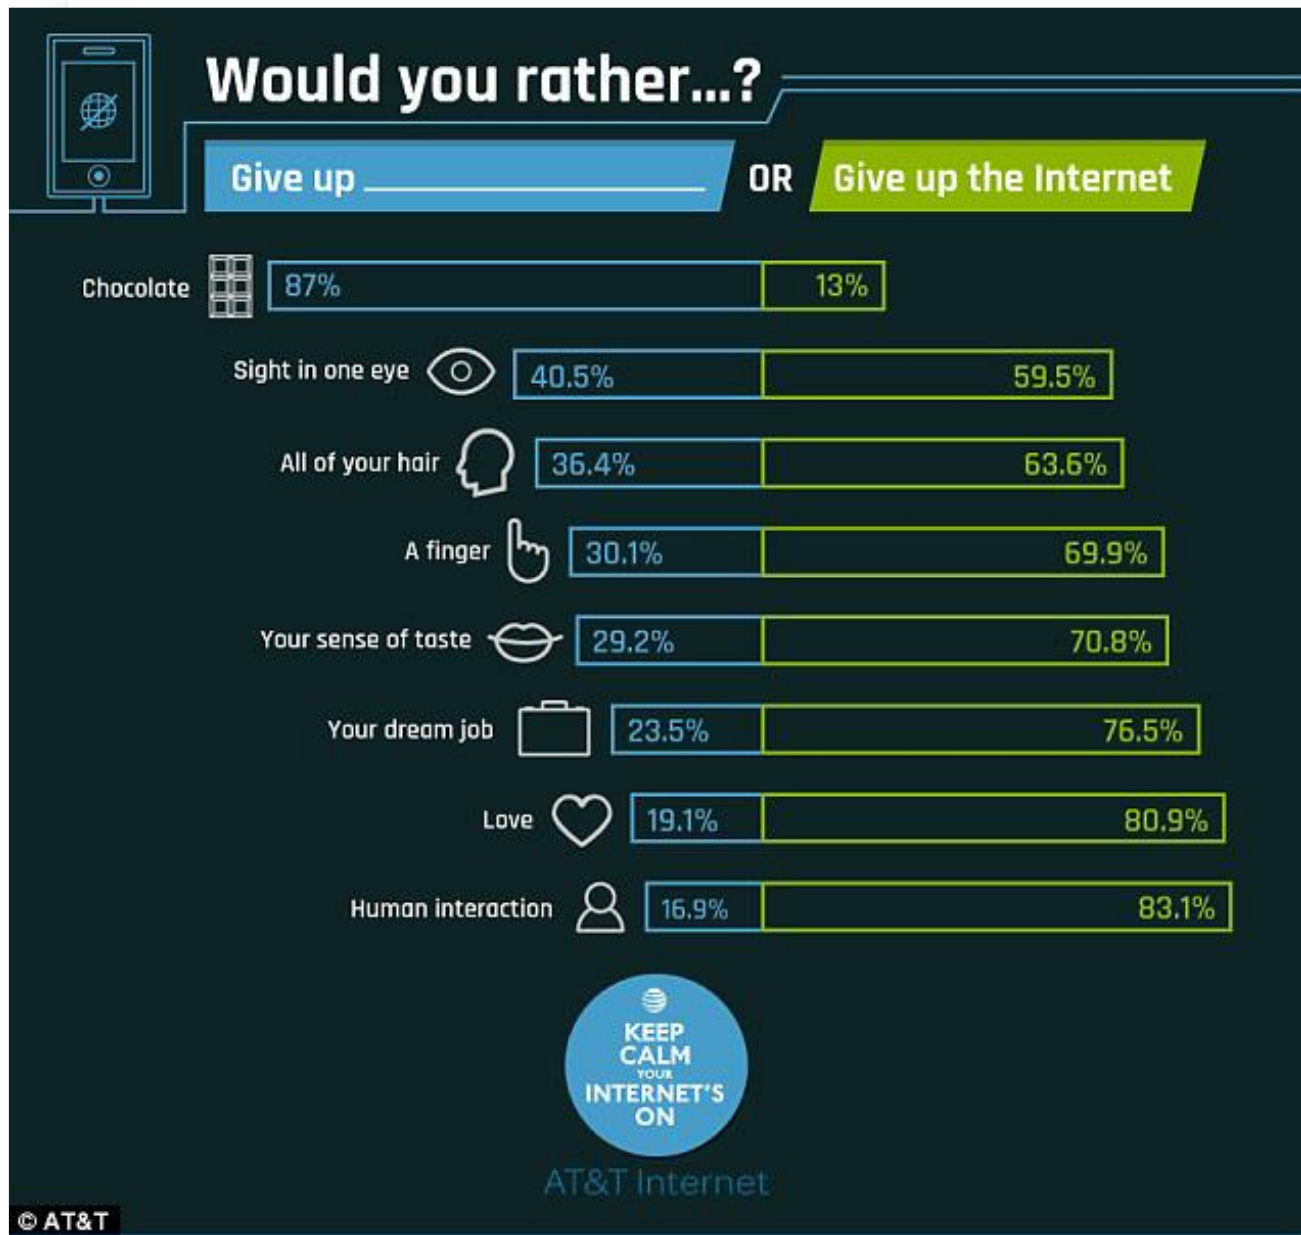 Would you rather...?
Give up ____________ OR Give up the Internet
Chocolate 87% 13%
Sight in one eye 40.5% 59.5%
All of your hair 36.4% 63.6%
A finger 30.1% 69.9%
Your sense of taste 29.2% 70.8%
Your dream job 23.5% 76.5%
Love 19.1% 80.9%
Human interaction 16.9% 83.1%
KEEP
CALM
YOUR
INTERNET'S
ON
AT&T Internet
© AT&T